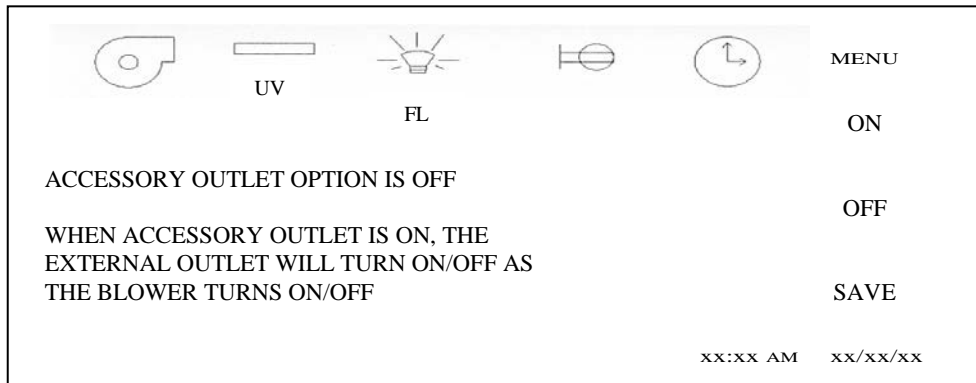 MENU
UV
FL
ON
ACCESSORY OUTLET OPTION IS OFF
OFF
WHEN ACCESSORY OUTLET IS ON, THE
EXTERNAL OUTLET WILL TURN ON/OFF AS
THE BLOWER TURNS ON/OFF
SAVE
xx:xx AM xx/xx/xx